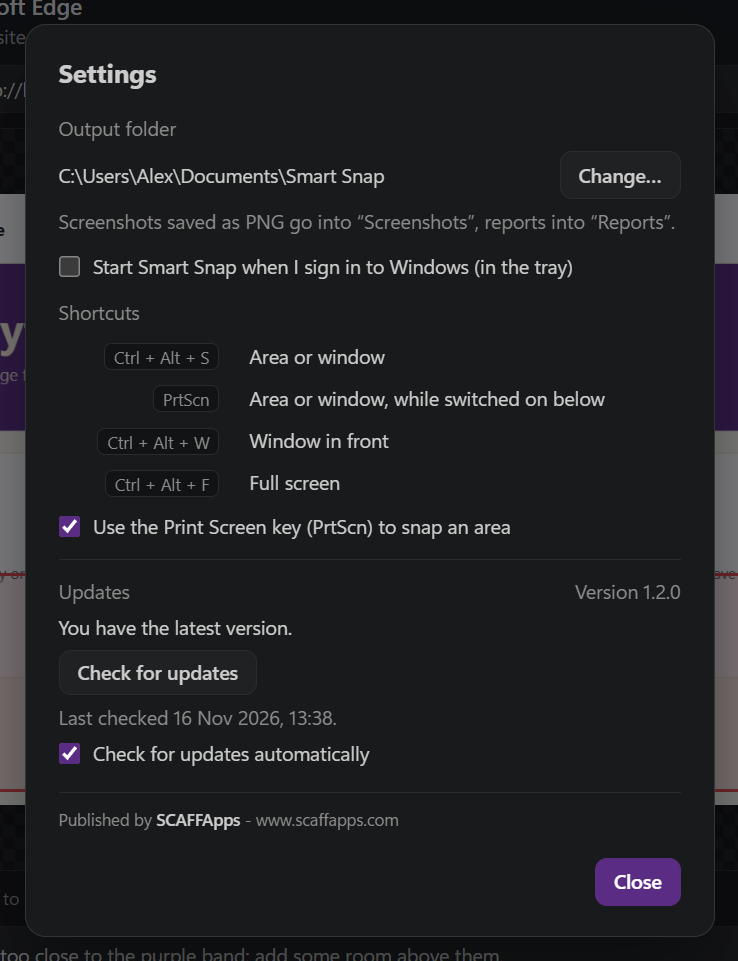 oft Edge
site
Settings
Output folder
C:\Users\Alex\Documents\Smart Snap
Change...
Screenshots saved as PNG go into “Screenshots”, reports into “Reports”.
Start Smart Snap when I sign in to Windows (in the tray)
Shortcuts
Ctrl + Alt + S Area or window
PrtScn Area or window, while switched on below
Ctrl + Alt + W Window in front
Ctrl + Alt + F Full screen
Use the Print Screen key (PrtScn) to snap an area
Updates Version 1.2.0
You have the latest version.
Check for updates
Last checked 16 Nov 2026, 13:38.
Check for updates automatically
Published by SCAFFApps - www.scaffapps.com
Close
to
too close to the purple band; add some room above them